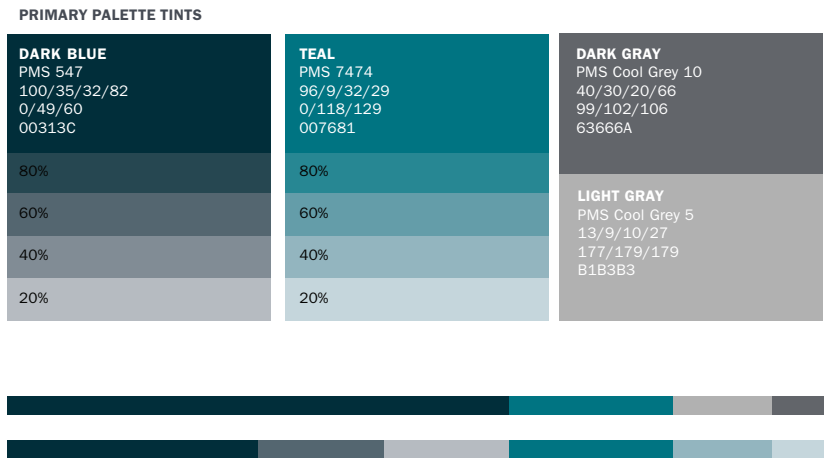 PRIMARY PALETTE TINTS
DARK BLUE
PMS 547
100/35/32/82
0/49/60
00313C
80%
60%
40%
20%
TEAL
PMS 7474
96/9/32/29
0/118/129
007681
80%
60%
40%
20%
DARK GRAY
PMS Cool Grey 10
40/30/20/66
99/102/106
63666A
LIGHT GRAY
PMS Cool Grey 5
13/9/10/27
177/179/179
B1B3B3